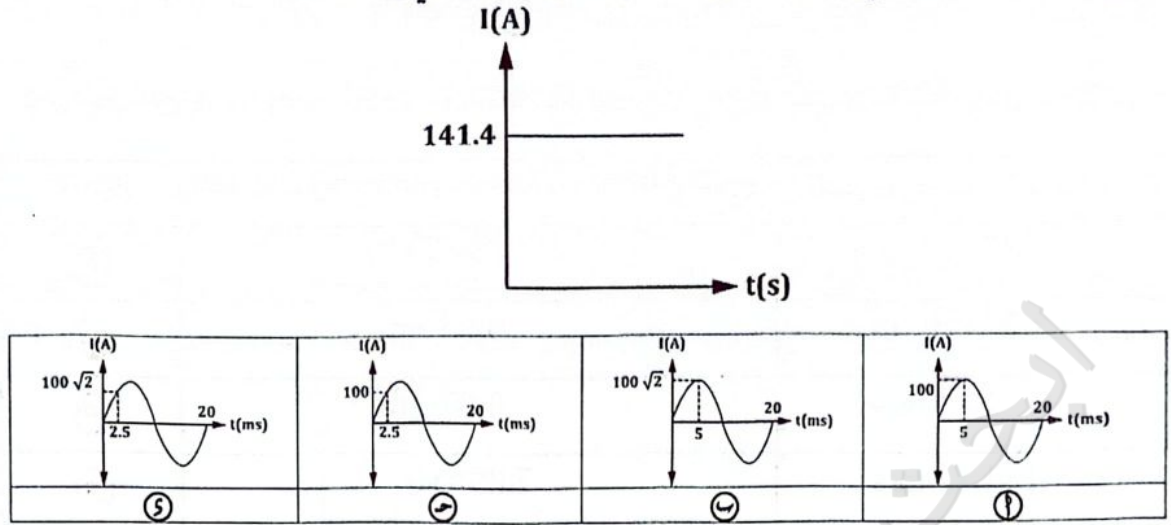 I(A)
141.4
t(s)
I(A) I(A) I(A) I(A)
100 √2 100 100 √2 100
20 20 20 20
t(ms) t(ms) t(ms) t(ms)
2.5 2.5 5 5
د ج ب أ